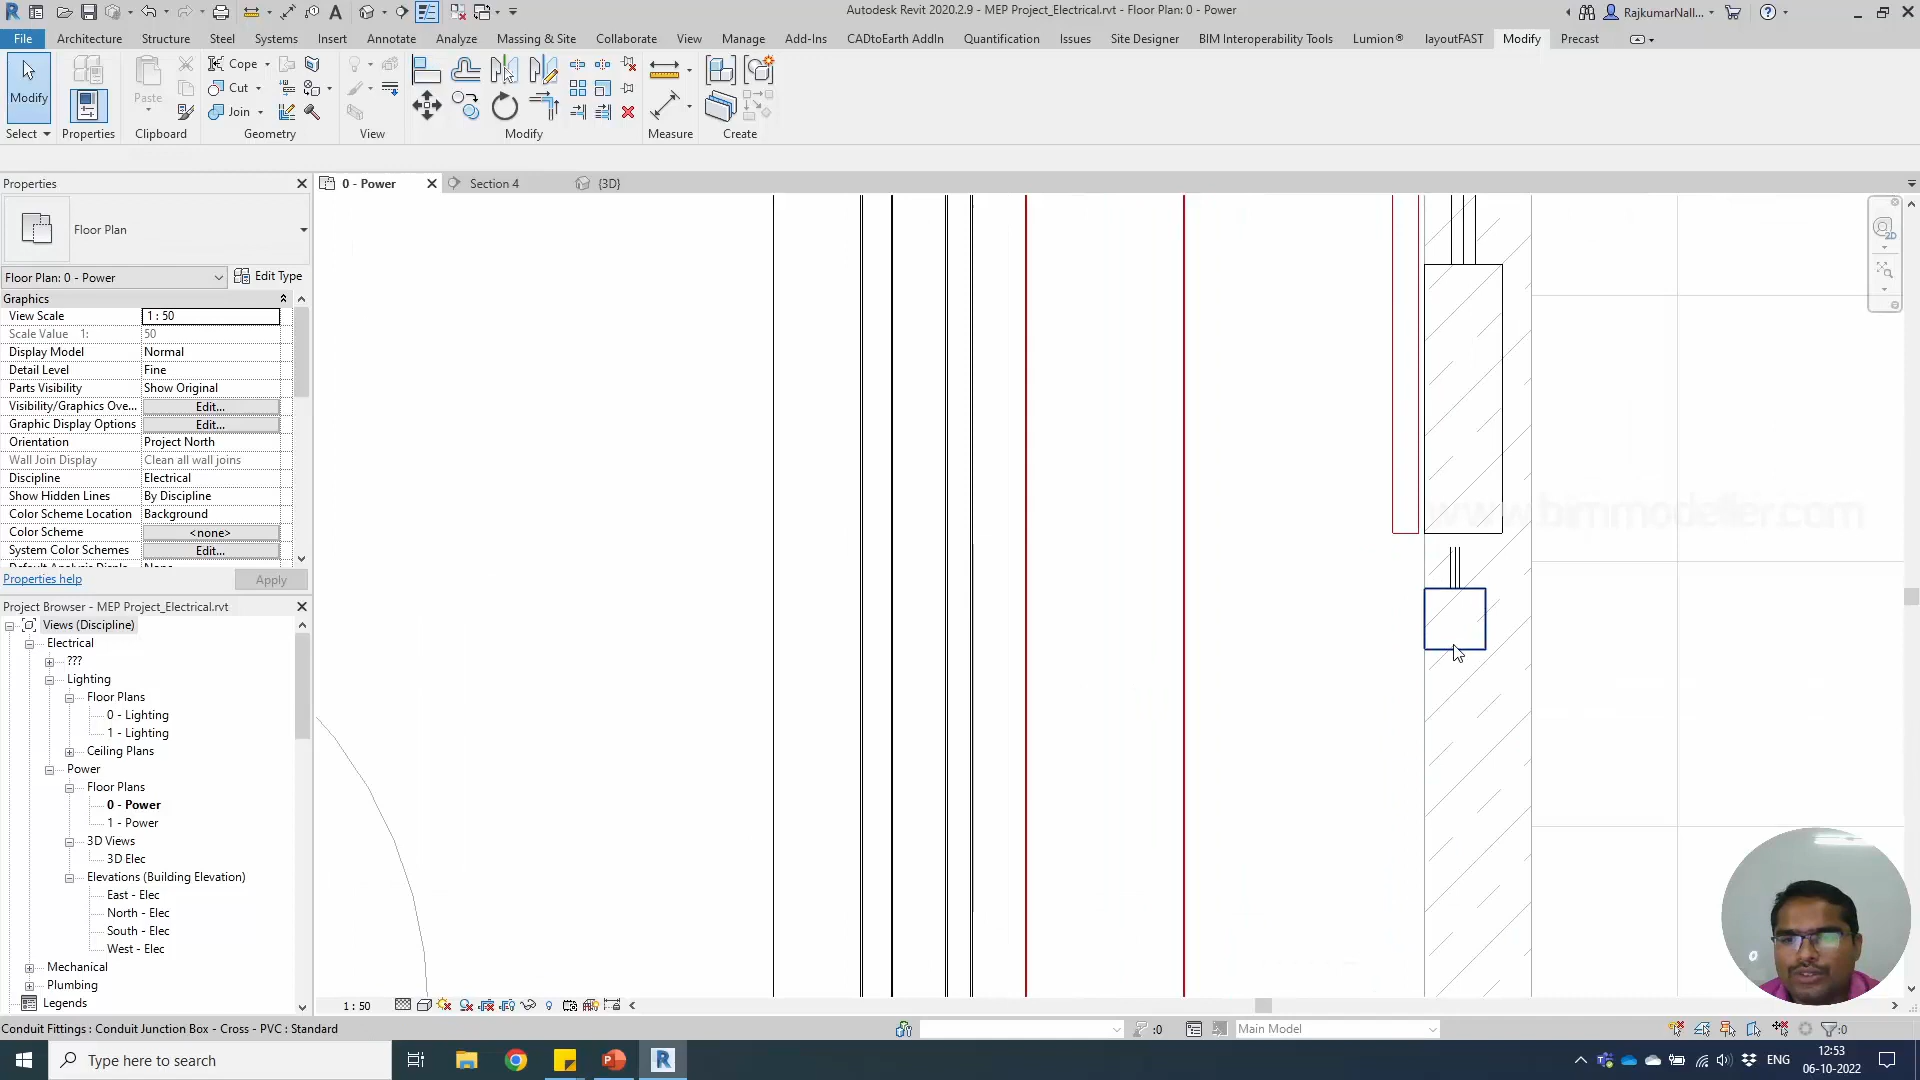 Autodesk Revit 2020.2.9 - MEP Project_Electrical.rvt - Floor Plan: 0 - Power
RajkumarNall...
File Architecture Structure Steel Systems Insert Annotate Analyze Massing & Site Collaborate View Manage Add-Ins CADtoEarth AddIn Quantification Issues Site Designer BIM Interoperability Tools Lumion® layoutFAST Modify Precast
Modify
Paste
Cope
Cut
Join
Select Properties Clipboard Geometry View Modify Measure Create
Properties
0 - Power
Section 4
{3D}
Floor Plan
Floor Plan: 0 - Power
Edit Type
Graphics
View Scale 1 : 50
Scale Value 1: 50
Display Model Normal
Detail Level Fine
Parts Visibility Show Original
Visibility/Graphics Ove... Edit...
Graphic Display Options Edit...
Orientation Project North
Wall Join Display Clean all wall joins
Discipline Electrical
Show Hidden Lines By Discipline
Color Scheme Location Background
Color Scheme <none>
System Color Schemes Edit...
Properties help
Apply
www.bimmodeller.com
Project Browser - MEP Project_Electrical.rvt
Views (Discipline)
Electrical
???
Lighting
Floor Plans
0 - Lighting
1 - Lighting
Ceiling Plans
Power
Floor Plans
0 - Power
1 - Power
3D Views
3D Elec
Elevations (Building Elevation)
East - Elec
North - Elec
South - Elec
West - Elec
Mechanical
Plumbing
Legends
1 : 50
Conduit Fittings : Conduit Junction Box - Cross - PVC : Standard
:0
Main Model
:0
Type here to search
ENG
12:53
06-10-2022